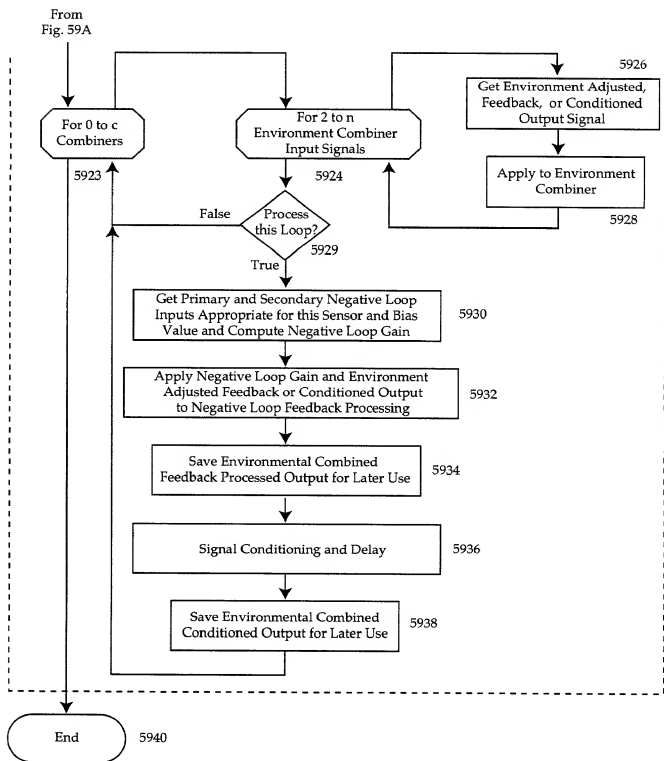 From
Fig. 59A
For 0 to c
Combiners
5923
For 2 to n
Environment Combiner
Input Signals
5924
5926
Get Environment Adjusted,
Feedback, or Conditioned
Output Signal
Apply to Environment
Combiner
5928
False
Process
this Loop?
5929
True
Get Primary and Secondary Negative Loop
Inputs Appropriate for this Sensor and Bias
Value and Compute Negative Loop Gain
5930
Apply Negative Loop Gain and Environment
Adjusted Feedback or Conditioned Output
to Negative Loop Feedback Processing
5932
Save Environmental Combined
Feedback Processed Output for Later Use
5934
Signal Conditioning and Delay
5936
Save Environmental Combined
Conditioned Output for Later Use
5938
End
5940